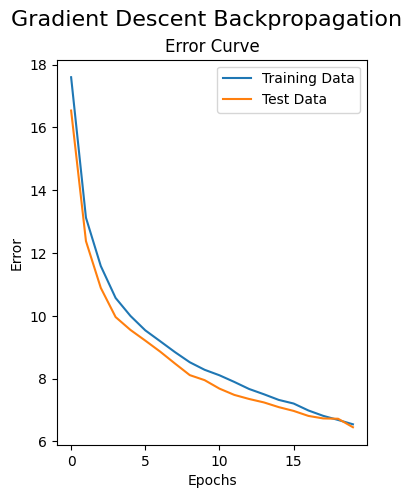 Gradient Descent Backpropagation
Error Curve
Training Data
Test Data
18
16
14
12
10
8
6
Error
0
5
10
15
Epochs